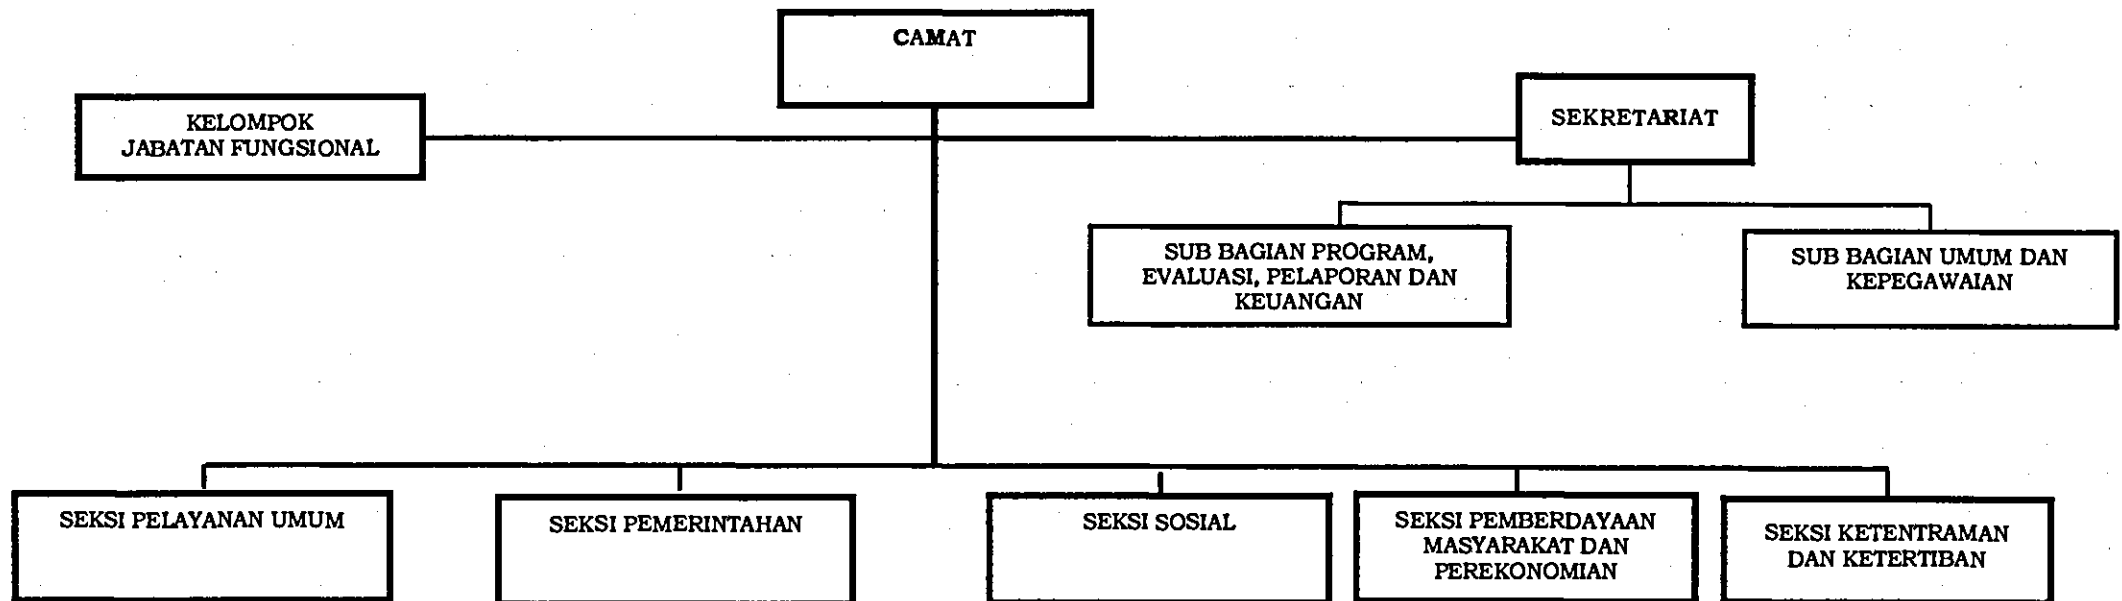 CAMAT
KELOMPOK
JABATAN FUNGSIONAL
SEKRETARIAT
SUB BAGIAN PROGRAM,
EVALUASI, PELAPORAN DAN
KEUANGAN
SUB BAGIAN UMUM DAN
KEPEGAWAIAN
SEKSI PELAYANAN UMUM
SEKSI PEMERINTAHAN
SEKSI SOSIAL
SEKSI PEMBERDAYAAN
MASYARAKAT DAN
PEREKONOMIAN
SEKSI KETENTRAMAN
DAN KETERTIBAN